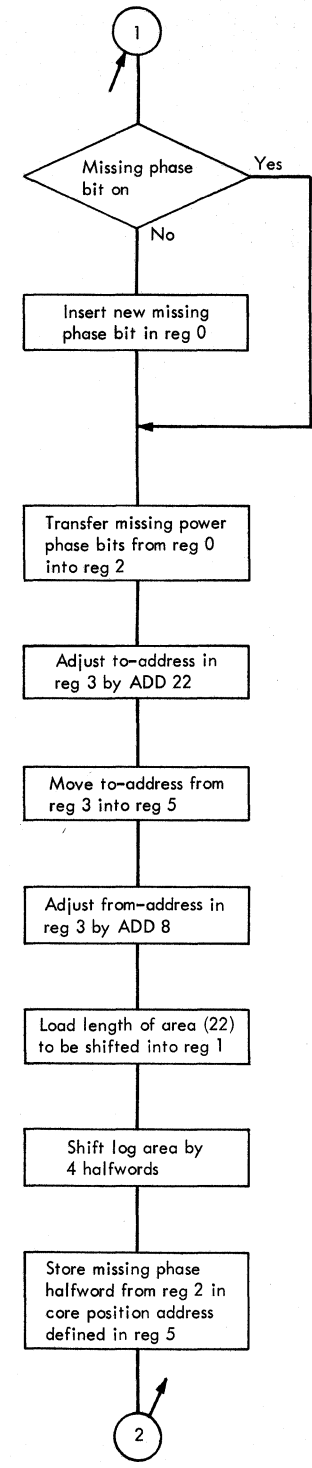 1
Missing phase
bit on
Yes
No
Insert new missing
phase bit in reg 0
Transfer missing power
phase bits from reg 0
into reg 2
Adjust to-address in
reg 3 by ADD 22
Move to-address from
reg 3 into reg 5
Adjust from-address in
reg 3 by ADD 8
Load length of area (22)
to be shifted into reg 1
Shift log area by
4 halfwords
Store missing phase
halfword from reg 2 in
core position address
defined in reg 5
2